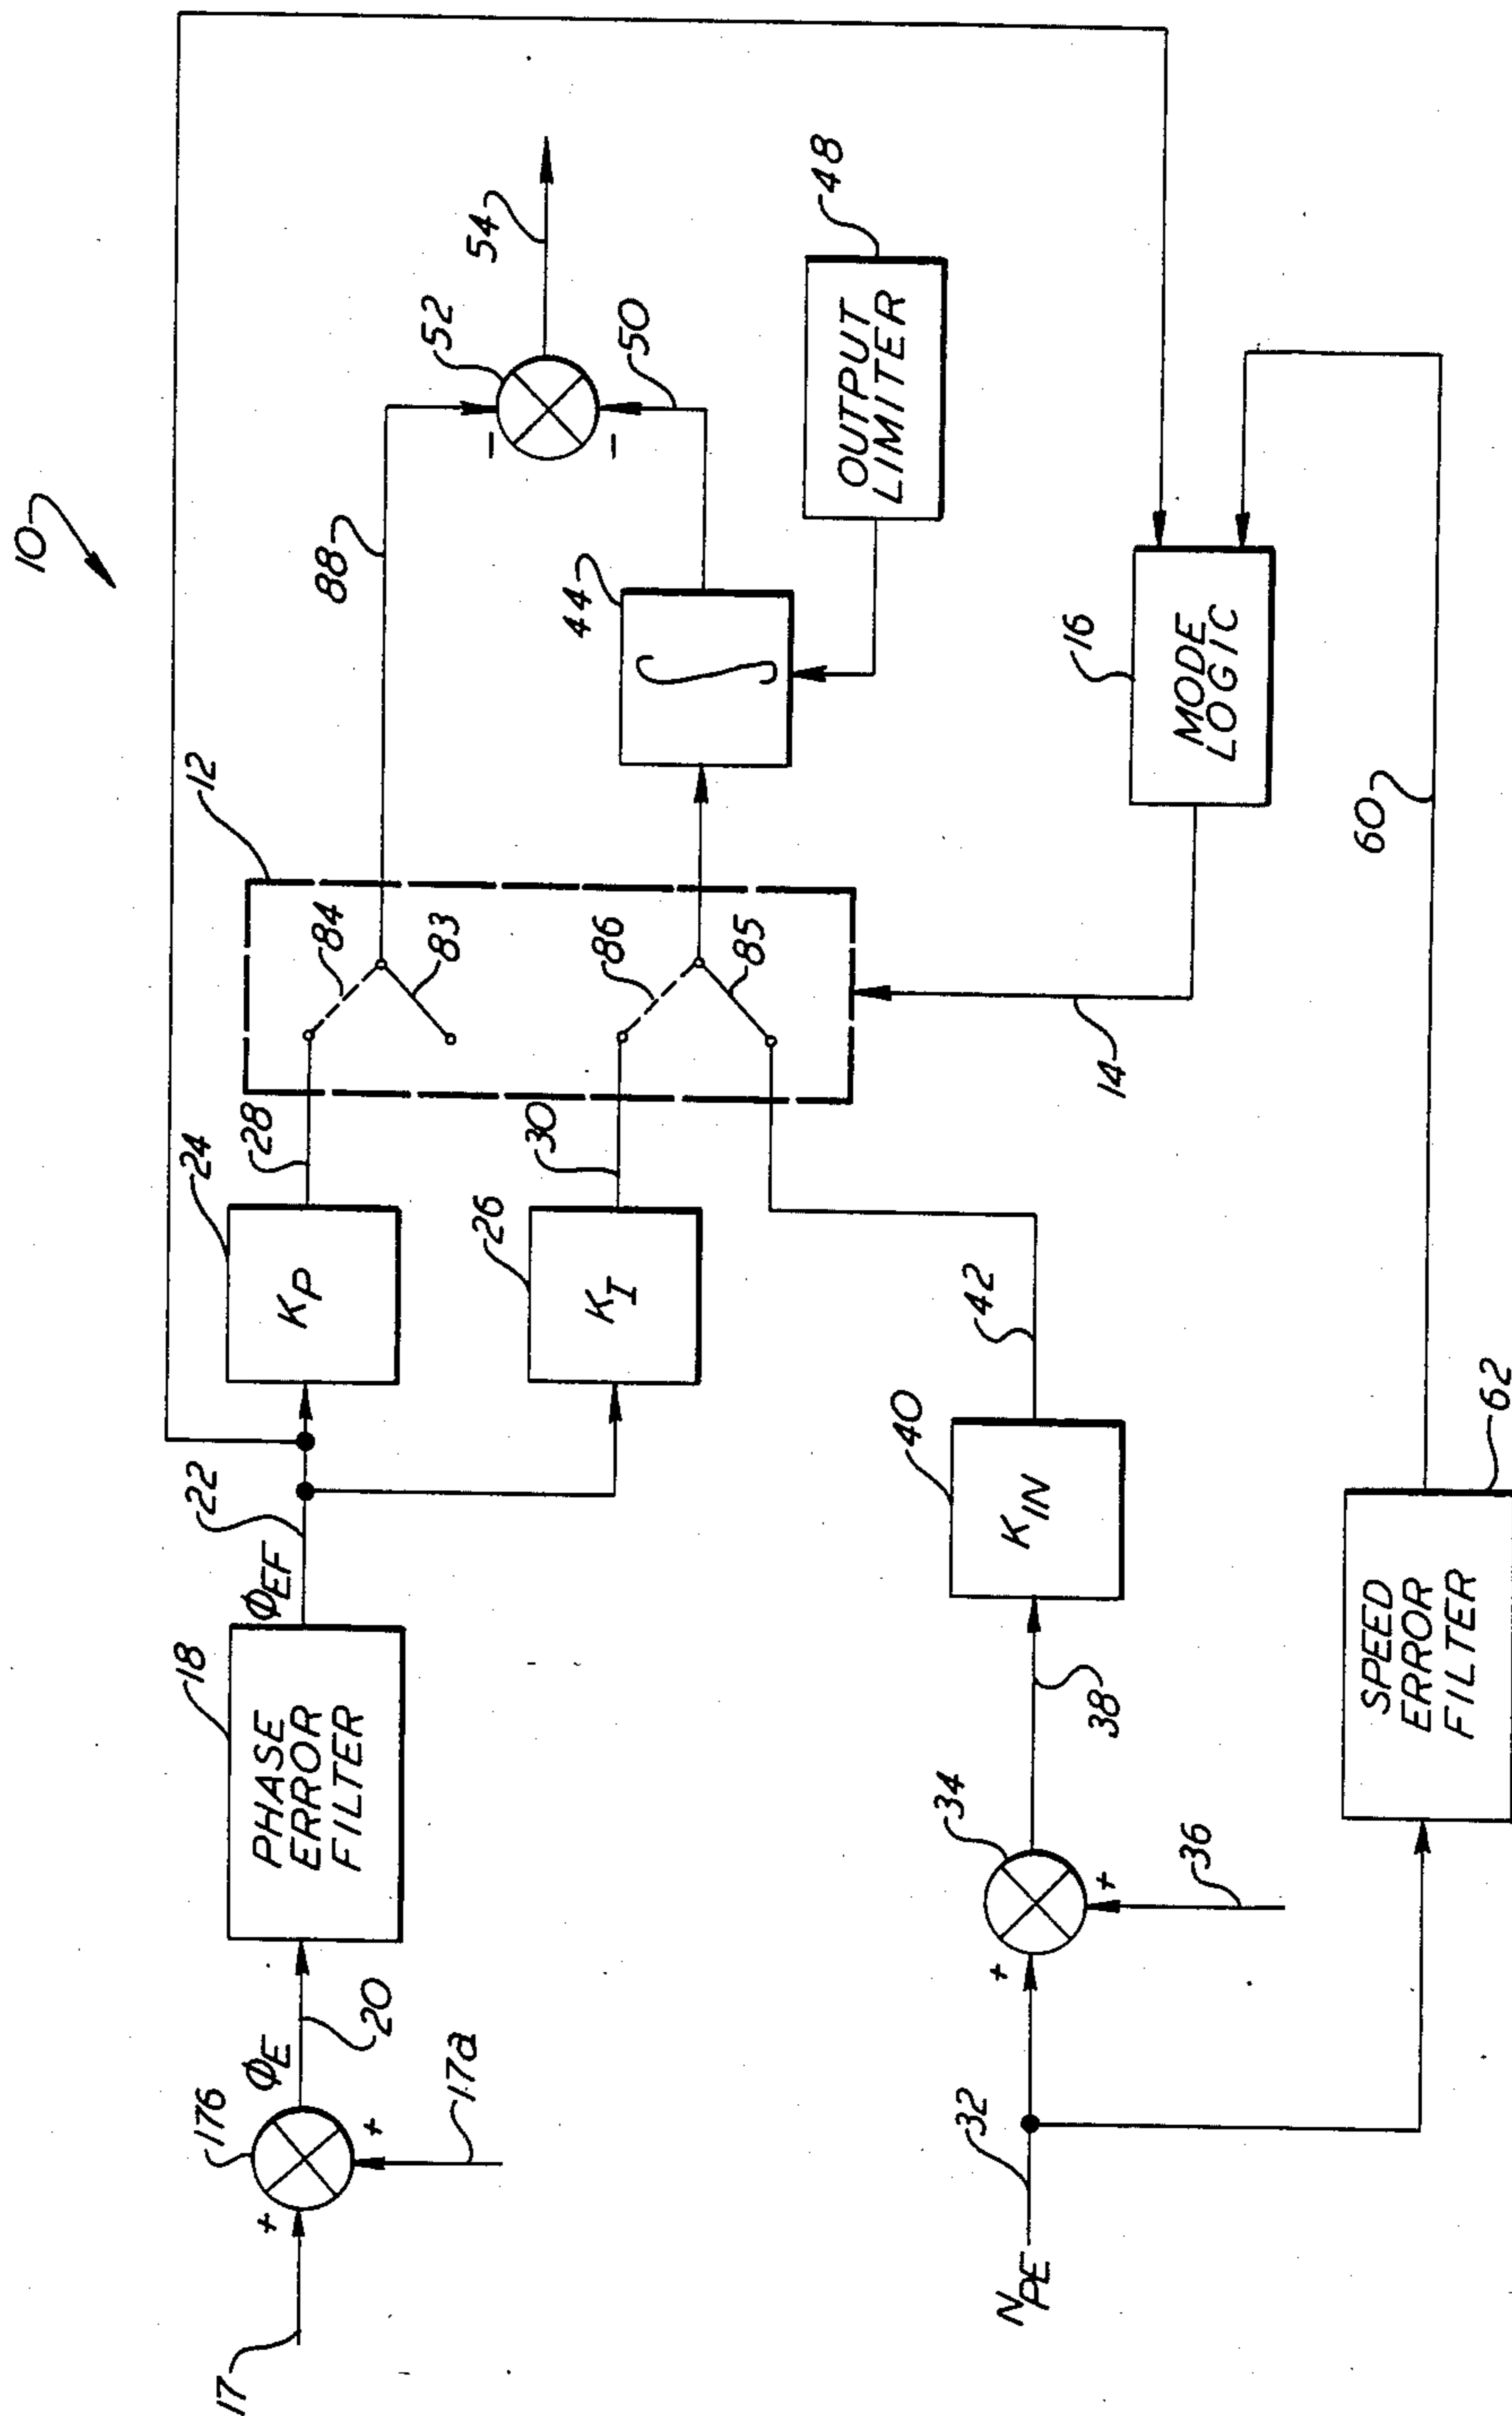 10
17
176
17a
ΦE
20
18
PHASE
ERROR
FILTER
ΦEF
22
24
KP
28
26
KI
30
12
84
83
86
85
88
52
54
50
44
∫
48
OUTPUT
LIMITER
NPE
32
34
36
38
40
KIN
42
14
16
MODE
LOGIC
60
62
SPEED
ERROR
FILTER
+
+
+
+
-
-